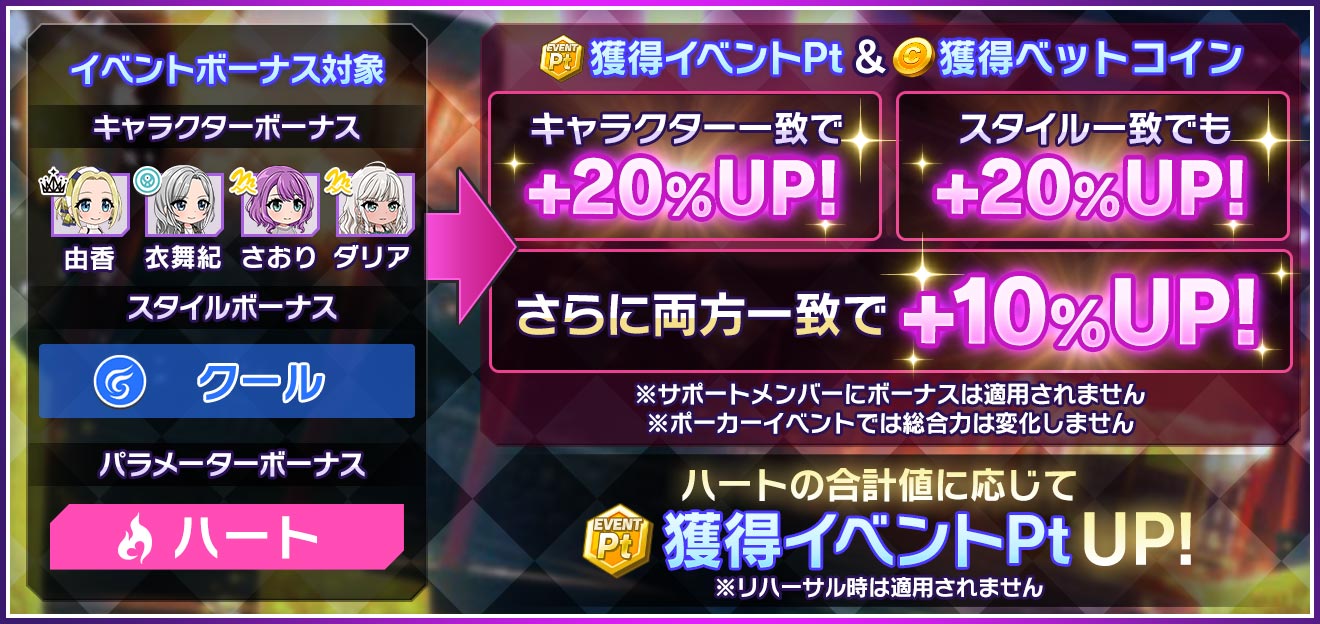 イベントボーナス対象
キャラクターボーナス
由香 衣舞紀 さおり ダリア
スタイルボーナス
クール
パラメーターボーナス
ハート
EVENT Pt 獲得イベントPt & C 獲得ベットコイン
キャラクター一致で
+20%UP!
スタイル一致でも
+20%UP!
さらに両方一致で +10%UP!
※サポートメンバーにボーナスは適用されません
※ポーカーイベントでは総合力は変化しません
ハートの合計値に応じて
EVENT Pt 獲得イベントPt UP!
※リハーサル時は適用されません